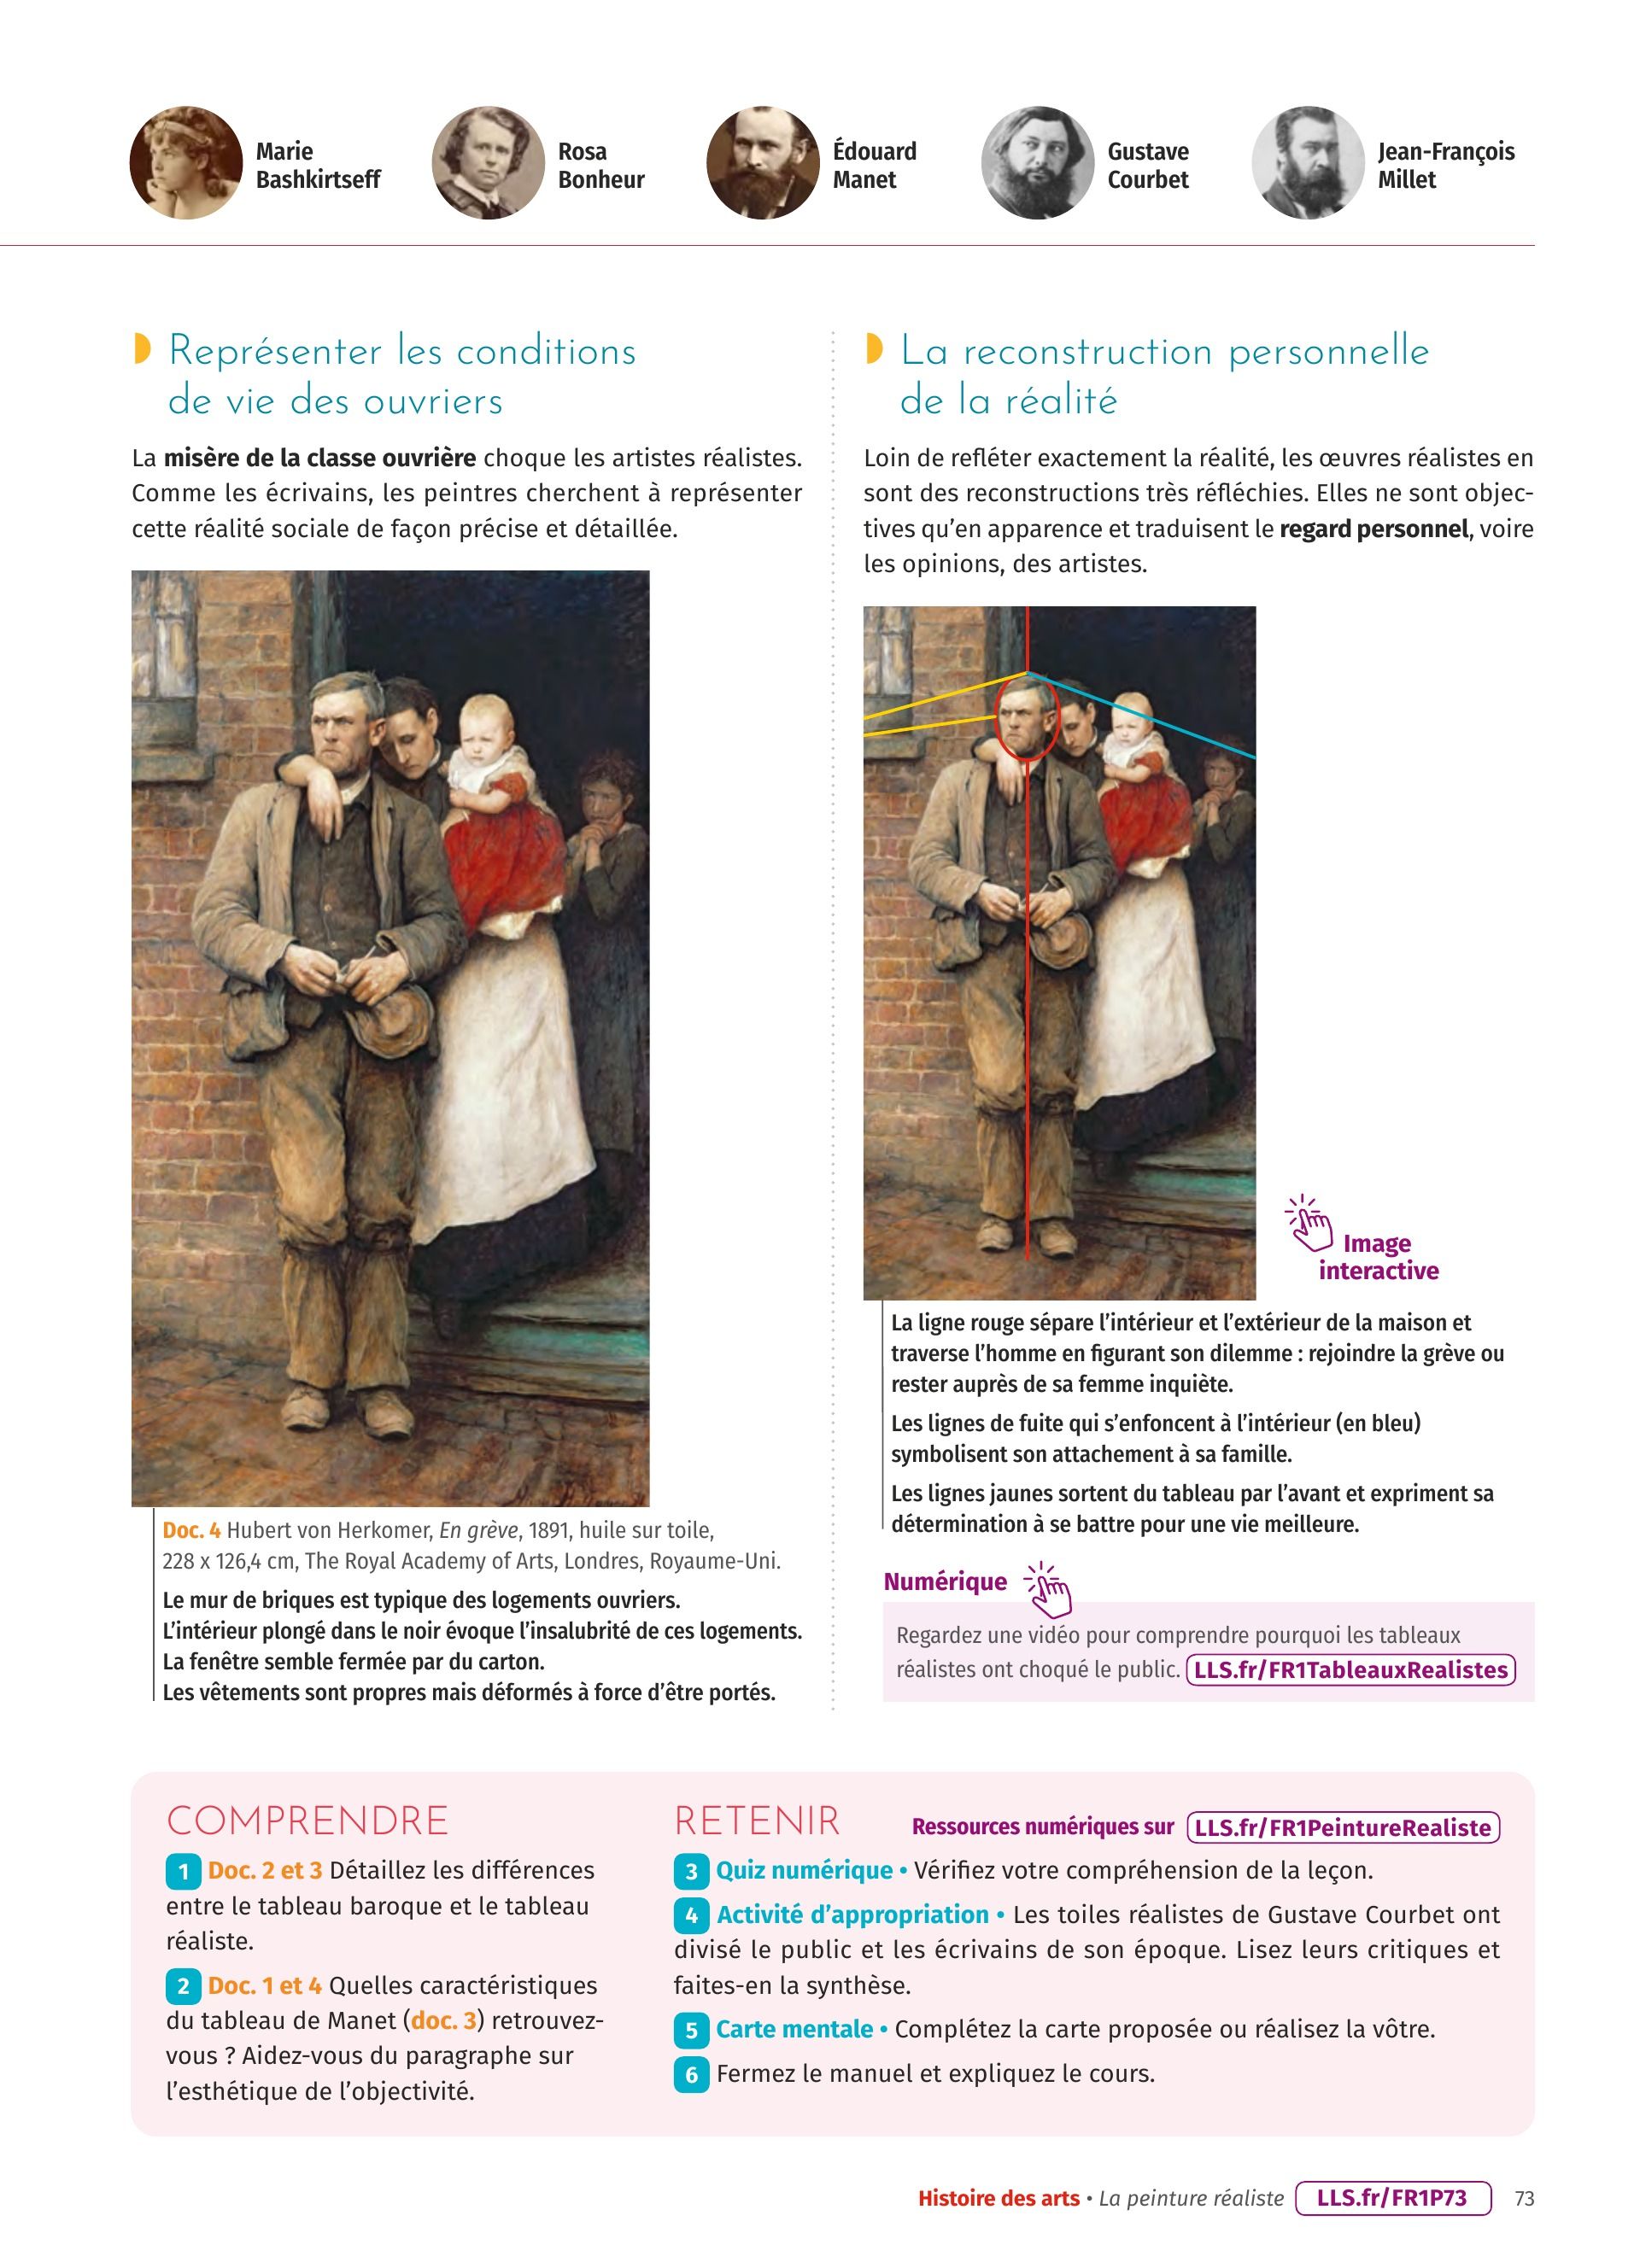 Marie
Bashkirtseff
Rosa
Bonheur
Édouard
Manet
Gustave
Courbet
Jean-François
Millet
Représenter les conditions
de vie des ouvriers
La misère de la classe ouvrière choque les artistes réalistes.
Comme les écrivains, les peintres cherchent à représenter
cette réalité sociale de façon précise et détaillée.
Doc. 4 Hubert von Herkomer, En grève, 1891, huile sur toile,
228 x 126,4 cm, The Royal Academy of Arts, Londres, Royaume-Uni.
Le mur de briques est typique des logements ouvriers.
L’intérieur plongé dans le noir évoque l’insalubrité de ces logements.
La fenêtre semble fermée par du carton.
Les vêtements sont propres mais déformés à force d’être portés.
La reconstruction personnelle
de la réalité
Loin de refléter exactement la réalité, les œuvres réalistes en
sont des reconstructions très réfléchies. Elles ne sont objec-
tives qu’en apparence et traduisent le regard personnel, voire
les opinions, des artistes.
Image
interactive
La ligne rouge sépare l’intérieur et l’extérieur de la maison et
traverse l’homme en figurant son dilemme : rejoindre la grève ou
rester auprès de sa femme inquiète.
Les lignes de fuite qui s’enfoncent à l’intérieur (en bleu)
symbolisent son attachement à sa famille.
Les lignes jaunes sortent du tableau par l’avant et expriment sa
détermination à se battre pour une vie meilleure.
Numérique
Regardez une vidéo pour comprendre pourquoi les tableaux
réalistes ont choqué le public. LLS.fr/FR1TableauxRealistes
COMPRENDRE
1 Doc. 2 et 3 Détaillez les différences
entre le tableau baroque et le tableau
réaliste.
2 Doc. 1 et 4 Quelles caractéristiques
du tableau de Manet (doc. 3) retrouvez-
vous ? Aidez-vous du paragraphe sur
l’esthétique de l’objectivité.
RETENIR
Ressources numériques sur LLS.fr/FR1PeintureRealiste
3 Quiz numérique • Vérifiez votre compréhension de la leçon.
4 Activité d’appropriation • Les toiles réalistes de Gustave Courbet ont
divisé le public et les écrivains de son époque. Lisez leurs critiques et
faites-en la synthèse.
5 Carte mentale • Complétez la carte proposée ou réalisez la vôtre.
6 Fermez le manuel et expliquez le cours.
Histoire des arts • La peinture réaliste LLS.fr/FR1P73 73